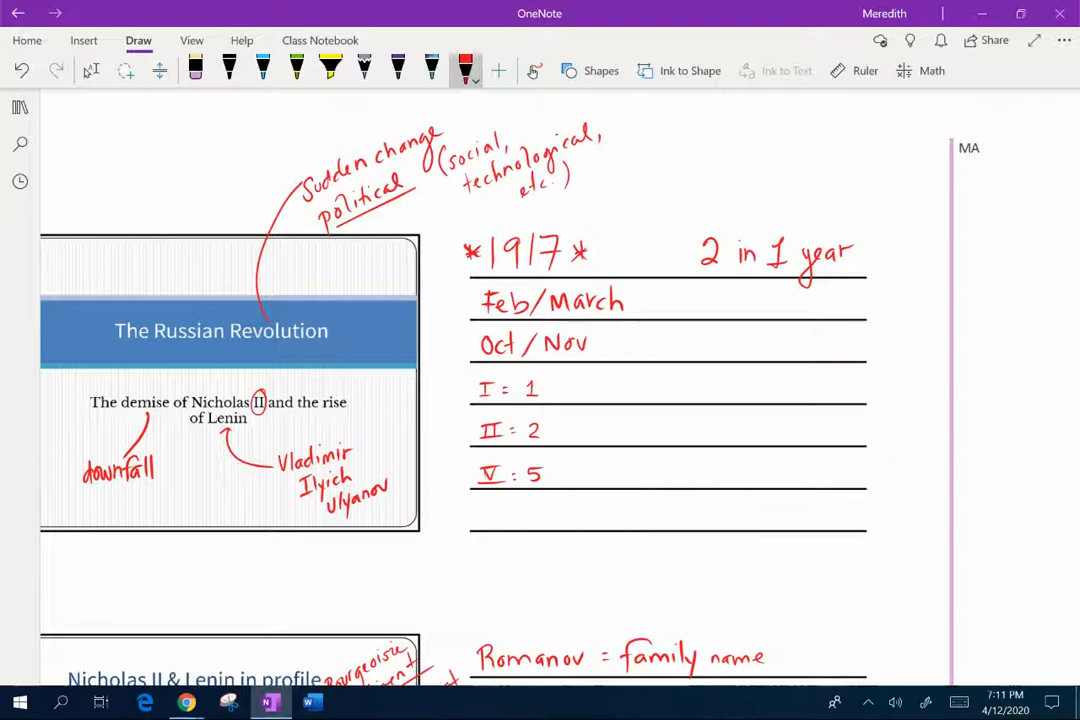 OneNote
Meredith
Home Insert Draw View Help Class Notebook Share
Shapes Ink to Shape Ink to Text Ruler Math
MA
Sudden change
political
(social,
technological,
etc.)
The Russian Revolution
The demise of Nicholas II and the rise
of Lenin
downfall
Vladimir
Ilyich
Ulyanov
*1917* 2 in 1 year
Feb/March
Oct/Nov
I = 1
II = 2
V : 5
Nicholas II & Lenin in profile
Bourgeoisie
Romanov = family name
7:11 PM
4/12/2020